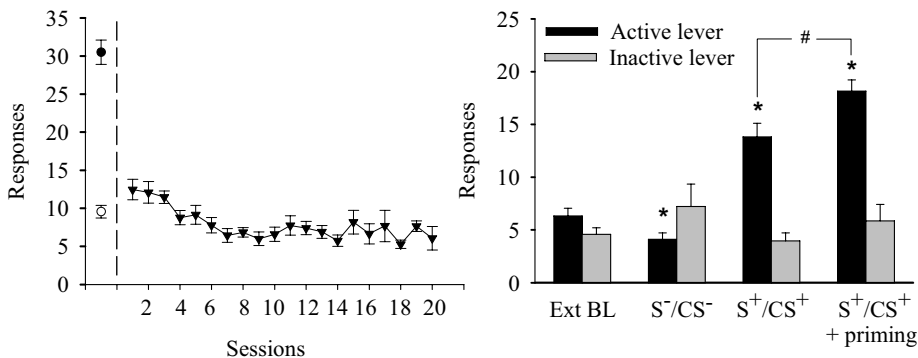 Responses
35
30
25
20
15
10
5
0
2 4 6 8 10 12 14 16 18 20
Sessions
Responses
25
20
15
10
5
0
Active lever
Inactive lever
#
*
*
*
Ext BL S⁻/CS⁻ S⁺/CS⁺ S⁺/CS⁺
+ priming